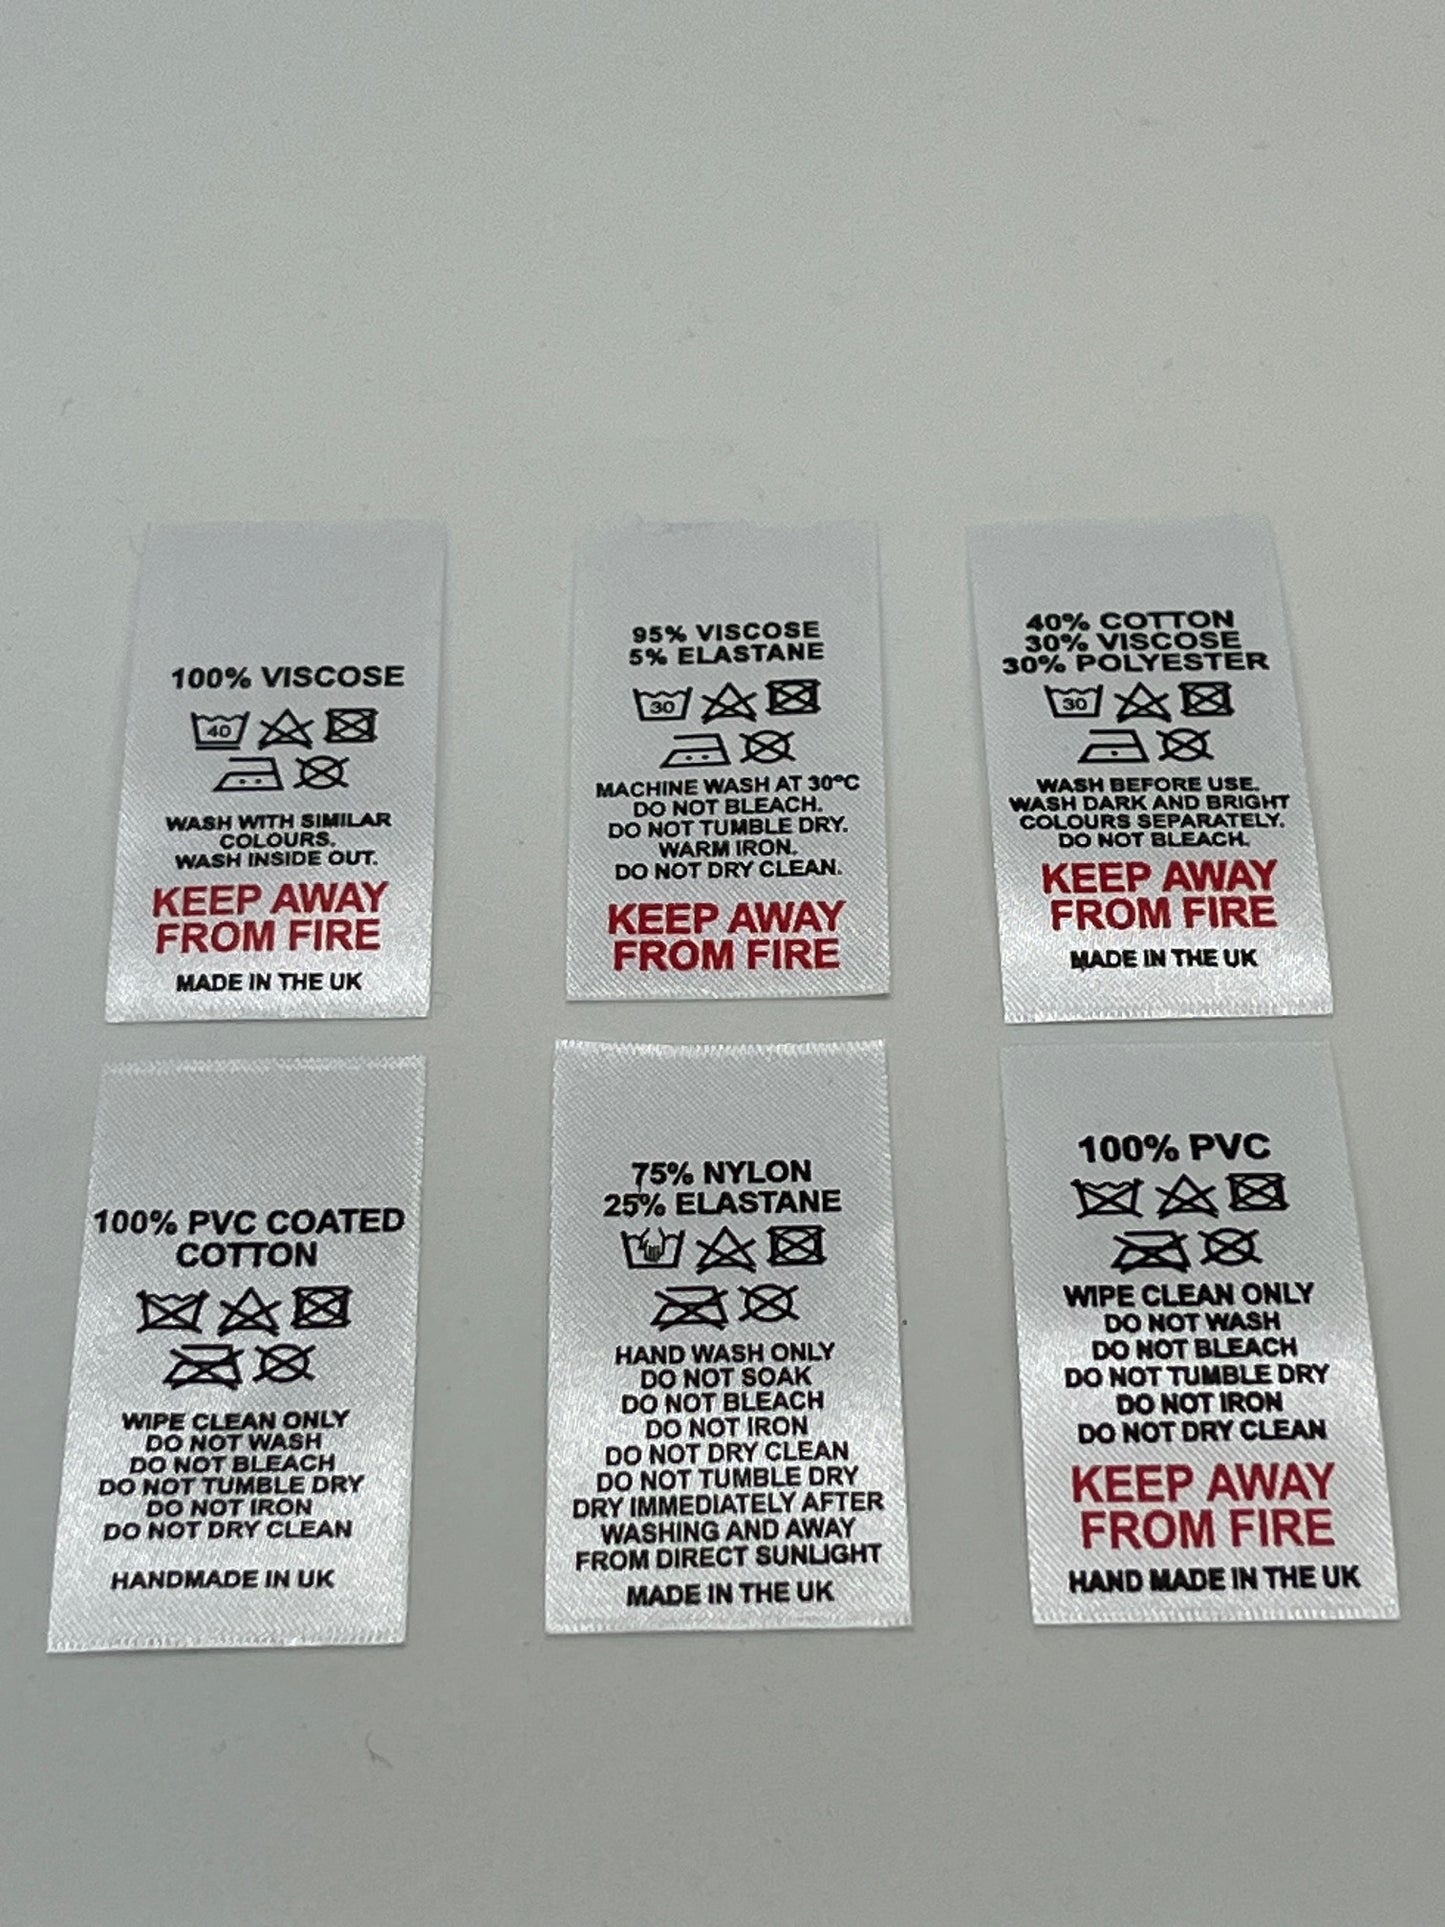 100% VISCOSE
40
WASH WITH SIMILAR
COLOURS.
WASH INSIDE OUT.
KEEP AWAY
FROM FIRE
MADE IN THE UK
95% VISCOSE
5% ELASTANE
30
MACHINE WASH AT 30°C
DO NOT BLEACH.
DO NOT TUMBLE DRY.
WARM IRON.
DO NOT DRY CLEAN.
KEEP AWAY
FROM FIRE
40% COTTON
30% VISCOSE
30% POLYESTER
30
WASH BEFORE USE.
WASH DARK AND BRIGHT
COLOURS SEPARATELY.
DO NOT BLEACH.
KEEP AWAY
FROM FIRE
MADE IN THE UK
100% PVC COATED
COTTON
WIPE CLEAN ONLY
DO NOT WASH
DO NOT BLEACH
DO NOT TUMBLE DRY
DO NOT IRON
DO NOT DRY CLEAN
HANDMADE IN UK
75% NYLON
25% ELASTANE
HAND WASH ONLY
DO NOT SOAK
DO NOT BLEACH
DO NOT IRON
DO NOT DRY CLEAN
DO NOT TUMBLE DRY
DRY IMMEDIATELY AFTER
WASHING AND AWAY
FROM DIRECT SUNLIGHT
MADE IN THE UK
100% PVC
WIPE CLEAN ONLY
DO NOT WASH
DO NOT BLEACH
DO NOT TUMBLE DRY
DO NOT IRON
DO NOT DRY CLEAN
KEEP AWAY
FROM FIRE
HAND MADE IN THE UK